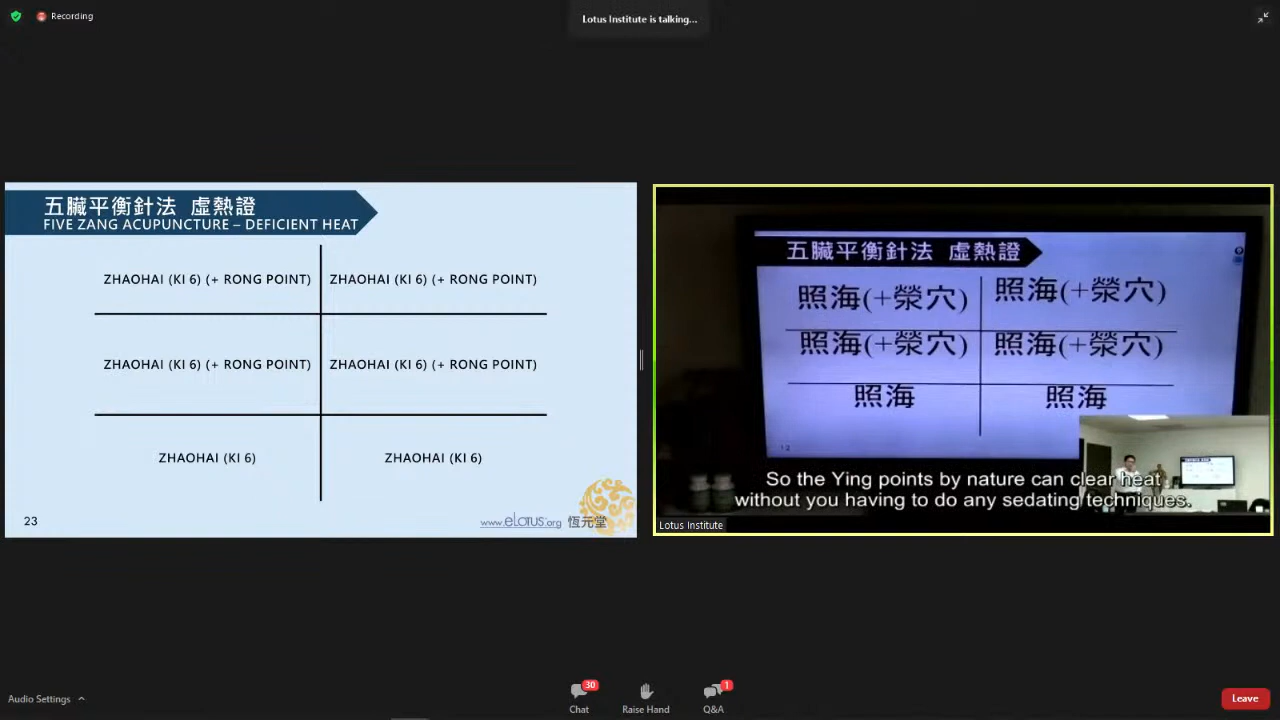 Recording
Lotus Institute is talking...
五臟平衡針法 虛熱證
FIVE ZANG ACUPUNCTURE – DEFICIENT HEAT
ZHAOHAI (KI 6) (+ RONG POINT) ZHAOHAI (KI 6) (+ RONG POINT)
ZHAOHAI (KI 6) (+ RONG POINT) ZHAOHAI (KI 6) (+ RONG POINT)
ZHAOHAI (KI 6) ZHAOHAI (KI 6)
23
www.eLotus.org 恆元堂
五臟平衡針法 虛熱證
照海(+滎穴) 照海(+滎穴)
照海(+滎穴) 照海(+滎穴)
照海 照海
12
So the Ying points by nature can clear heat
without you having to do any sedating techniques.
Lotus Institute
Audio Settings
30
Chat
Raise Hand
1
Q&A
Leave